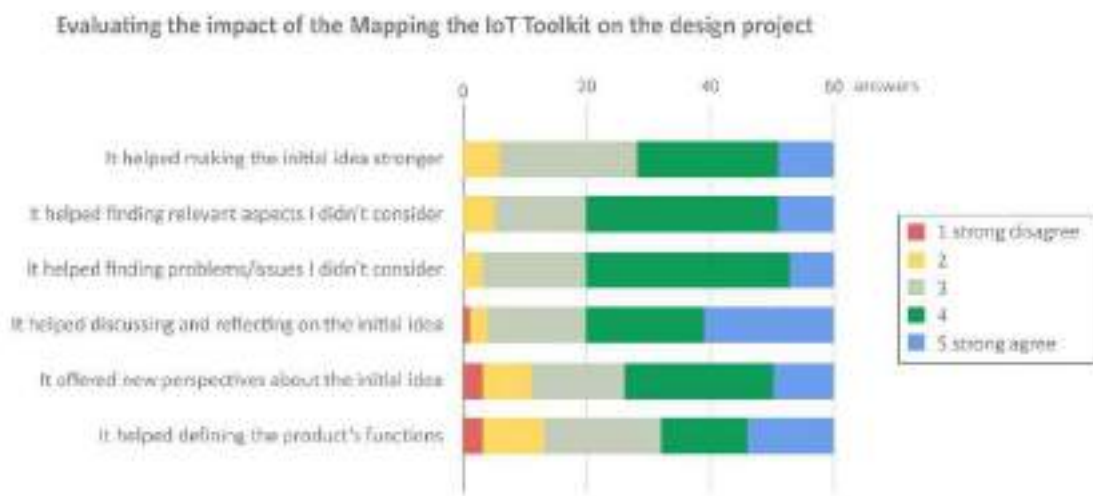 Evaluating the impact of the Mapping the IoT Toolkit on the design project
0 20 40 60 answers
It helped making the initial idea stronger
It helped finding relevant aspects I didn't consider
It helped finding problems/issues I didn't consider
It helped discussing and reflecting on the initial idea
It offered new perspectives about the initial idea
It helped defining the product's functions
1 strong disagree
2
3
4
5 strong agree